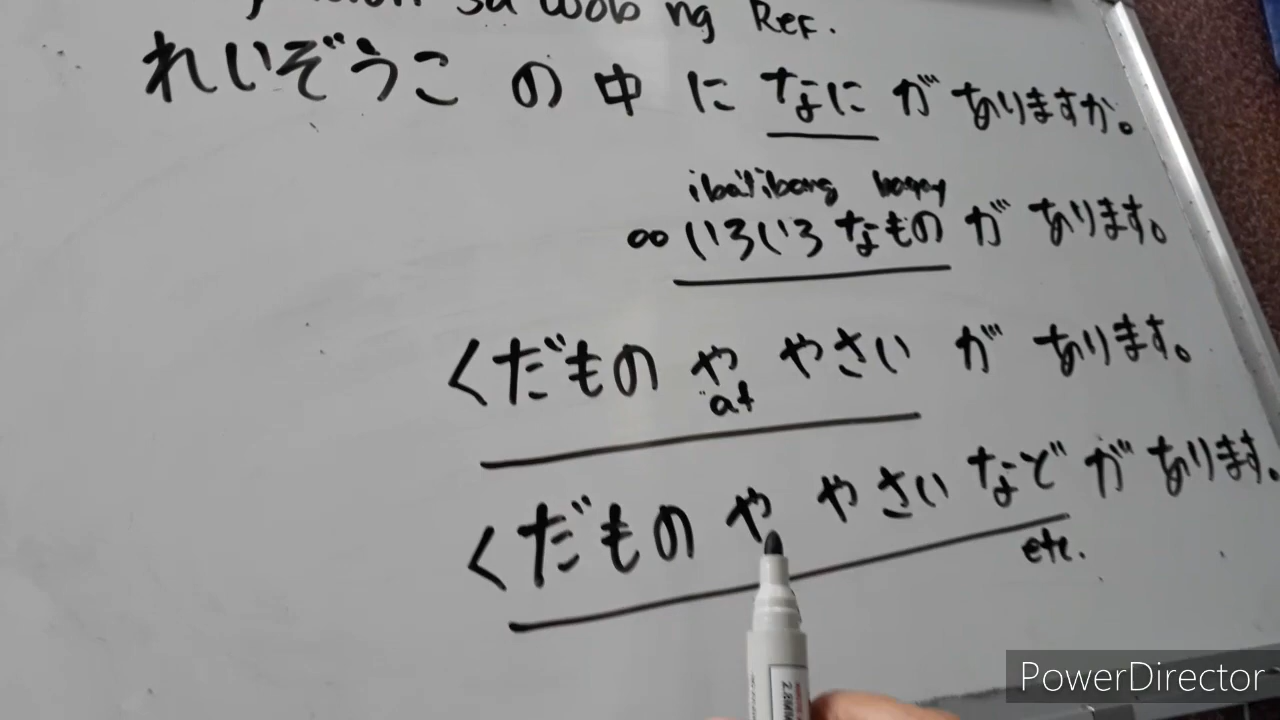 sa loob ng Ref.
れいぞうこ の 中 に なに が ありますか。
iba't ibang bagay
∞ いろいろ なもの が あります。
くだもの や やさい が あります。
at
くだもの や やさい など が あります。
etc.
PowerDirector